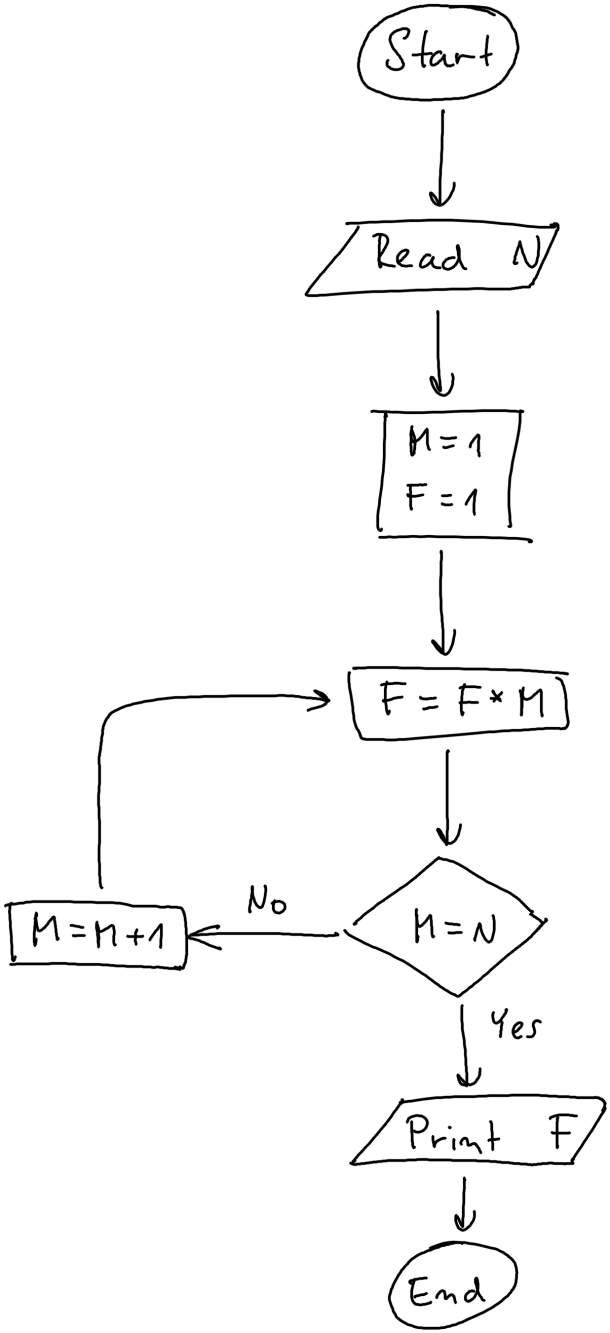 Start
Read N
M = 1
F = 1
F = F * M
M = N
No
M = M + 1
Yes
Print F
End